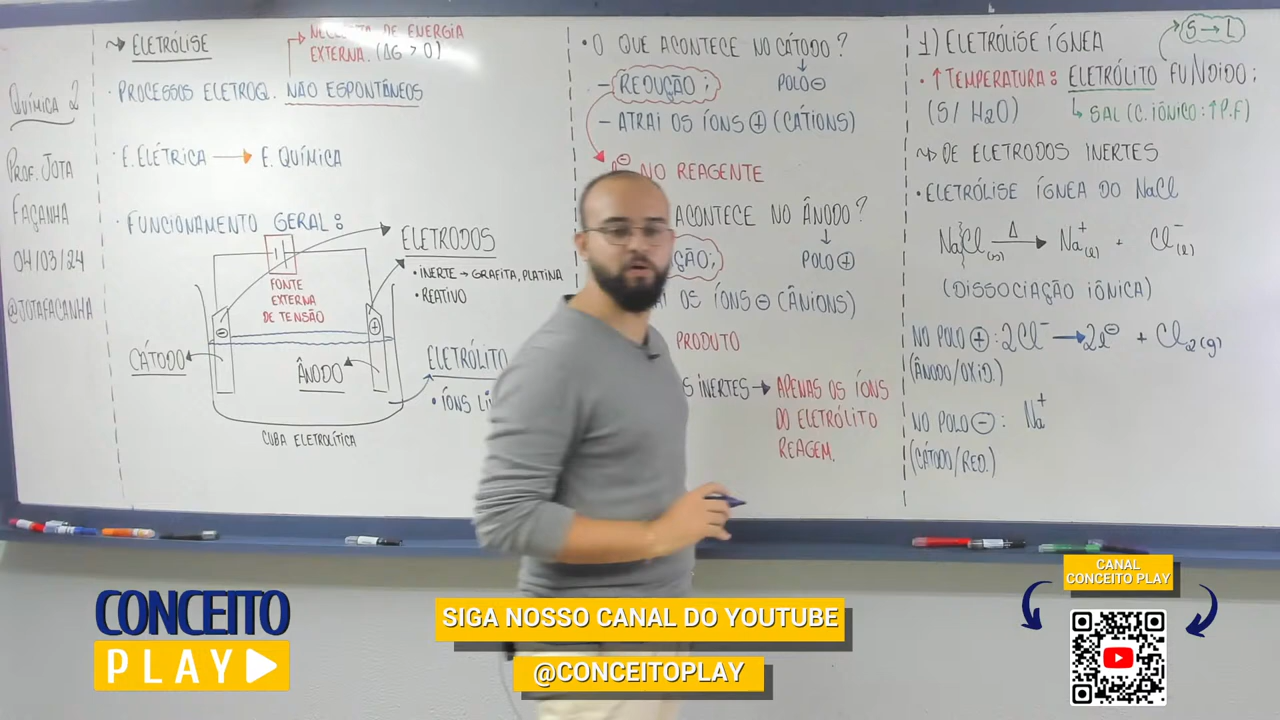 QUÍMICA 2
PROF. JOTA
FAÇANHA
04/03/24
@JOTAFAÇANHA
ELETRÓLISE
NECESSITA DE ENERGIA
EXTERNA. (ΔG > 0)
• PROCESSOS ELETROQ. NÃO ESPONTÂNEOS
• E. ELÉTRICA → E. QUÍMICA
• FUNCIONAMENTO GERAL:
FONTE
EXTERNA
DE TENSÃO
ELETRODOS
• INERTE → GRAFITA, PLATINA
• REATIVO
⊖
⊕
CÁTODO
ÂNODO
ELETRÓLITO
• ÍONS
CUBA ELETROLÍTICA
• O QUE ACONTECE NO CÁTODO?
POLO ⊖
– REDUÇÃO;
– ATRAI OS ÍONS ⊕ (CÁTIONS)
NO REAGENTE
ACONTECE NO ÂNODO?
POLO ⊕
ÇÃO;
OS ÍONS ⊖ (ÂNIONS)
PRODUTO
S INERTES → APENAS OS ÍONS
DO ELETRÓLITO
REAGEM.
S → L
1) ELETRÓLISE ÍGNEA
• ↑ TEMPERATURA: ELETRÓLITO FUNDIDO;
(S/ H2O) ↳ SAL (C. IÔNICO: ↑P.F)
DE ELETRODOS INERTES
• ELETRÓLISE ÍGNEA DO NaCl
NaCl(s) Δ→ Na⁺(l) + Cl⁻(l)
(DISSOCIAÇÃO IÔNICA)
NO POLO ⊕: 2Cl⁻ → 2e⊖ + Cl2(g)
(ÂNODO/OXID.)
NO POLO ⊖: Na⁺
(CÁTODO/RED.)
CONCEITO
PLAY
SIGA NOSSO CANAL DO YOUTUBE
@CONCEITOPLAY
CANAL
CONCEITO PLAY